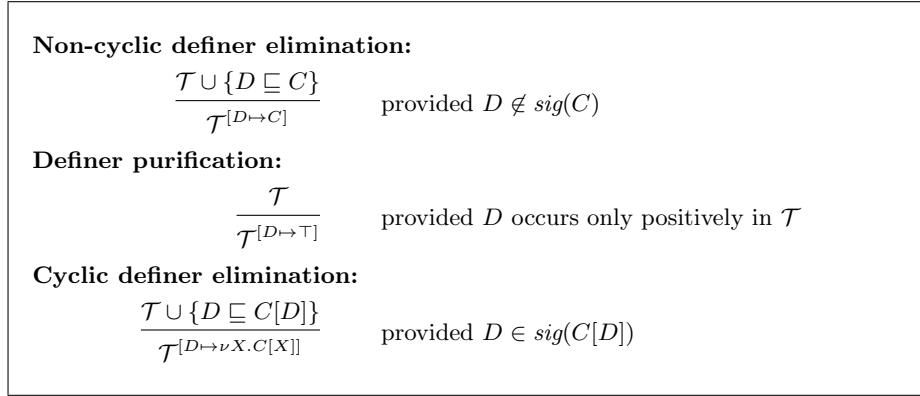 Non-cyclic definer elimination:
𝒯 ∪ {D ⊑ C}
𝒯^[D↦C]
provided D ∉ sig(C)
Definer purification:
𝒯
𝒯^[D↦⊤]
provided D occurs only positively in 𝒯
Cyclic definer elimination:
𝒯 ∪ {D ⊑ C[D]}
𝒯^[D↦νX.C[X]]
provided D ∈ sig(C[D])